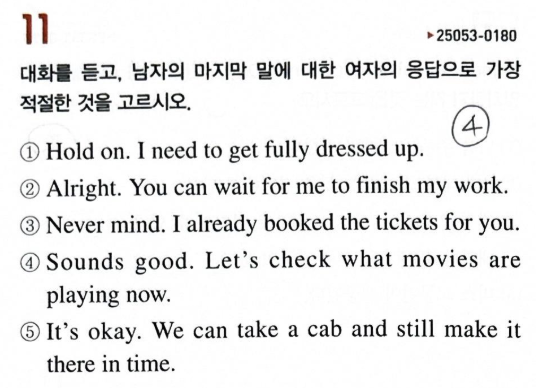 11
▶25053-0180
대화를 듣고, 남자의 마지막 말에 대한 여자의 응답으로 가장
적절한 것을 고르시오.
④
① Hold on. I need to get fully dressed up.
② Alright. You can wait for me to finish my work.
③ Never mind. I already booked the tickets for you.
④ Sounds good. Let's check what movies are
playing now.
⑤ It's okay. We can take a cab and still make it
there in time.